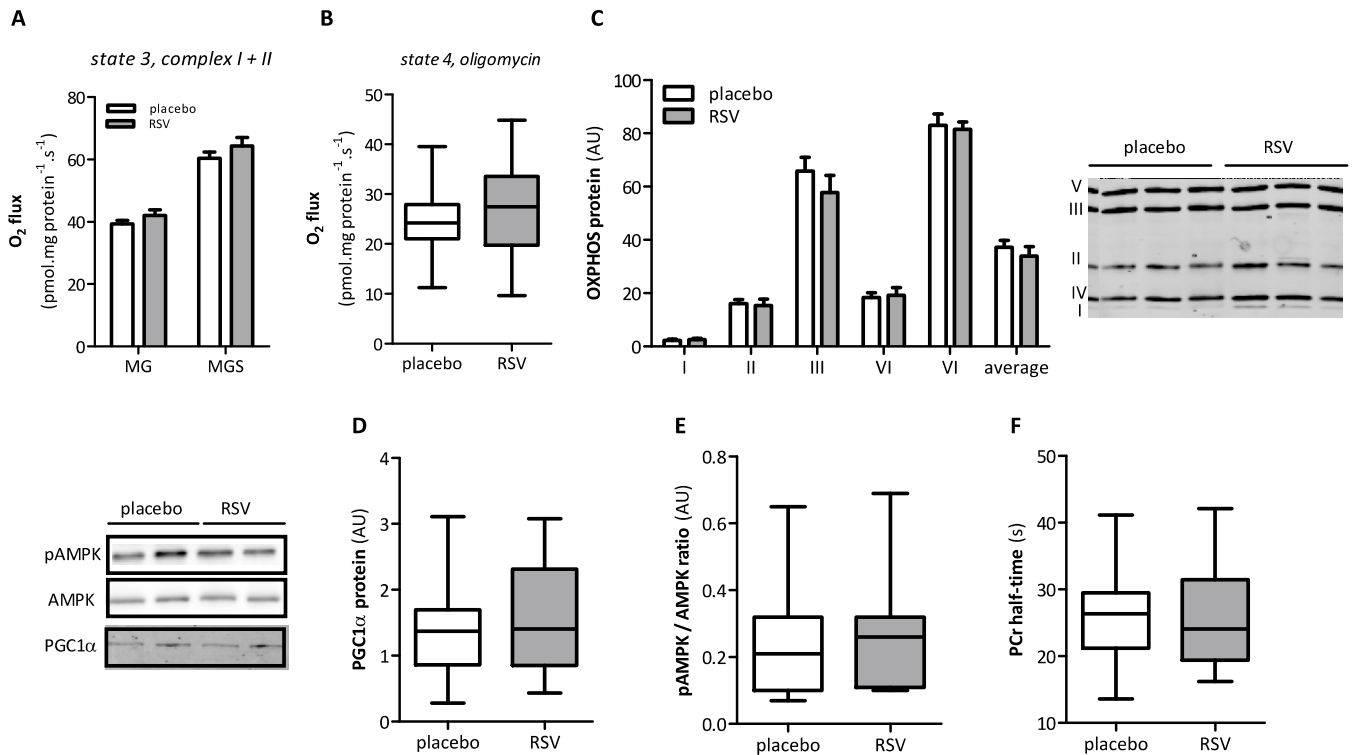 A
state 3, complex I + II
O2 flux
(pmol.mg protein-1.s-1)
80
60
40
20
0
placebo
RSV
MG
MGS
B
state 4, oligomycin
O2 flux
(pmol.mg protein-1.s-1)
50
40
30
20
10
0
placebo
RSV
C
OXPHOS protein (AU)
100
80
60
40
20
0
placebo
RSV
I
II
III
VI
VI
average
placebo
RSV
V
III
II
IV
I
placebo
RSV
pAMPK
AMPK
PGC1α
D
PGC1α protein (AU)
4
3
2
1
0
placebo
RSV
E
pAMPK / AMPK ratio (AU)
0.8
0.6
0.4
0.2
0.0
placebo
RSV
F
PCr half-time (s)
50
40
30
20
10
placebo
RSV